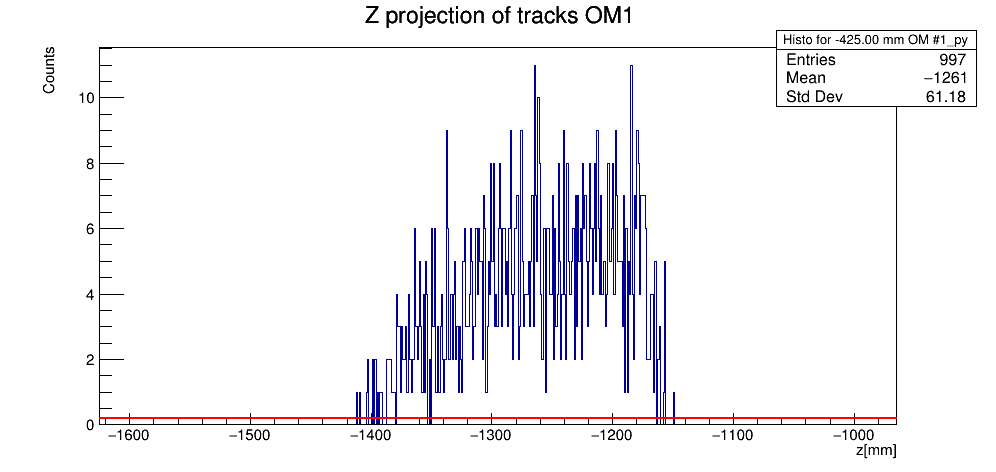 Z projection of tracks OM1
Histo for -425.00 mm OM #1_py
Entries 997
Mean −1261
Std Dev 61.18
Counts
10
8
6
4
2
0
−1600 −1500 −1400 −1300 −1200 −1100 −1000
z[mm]